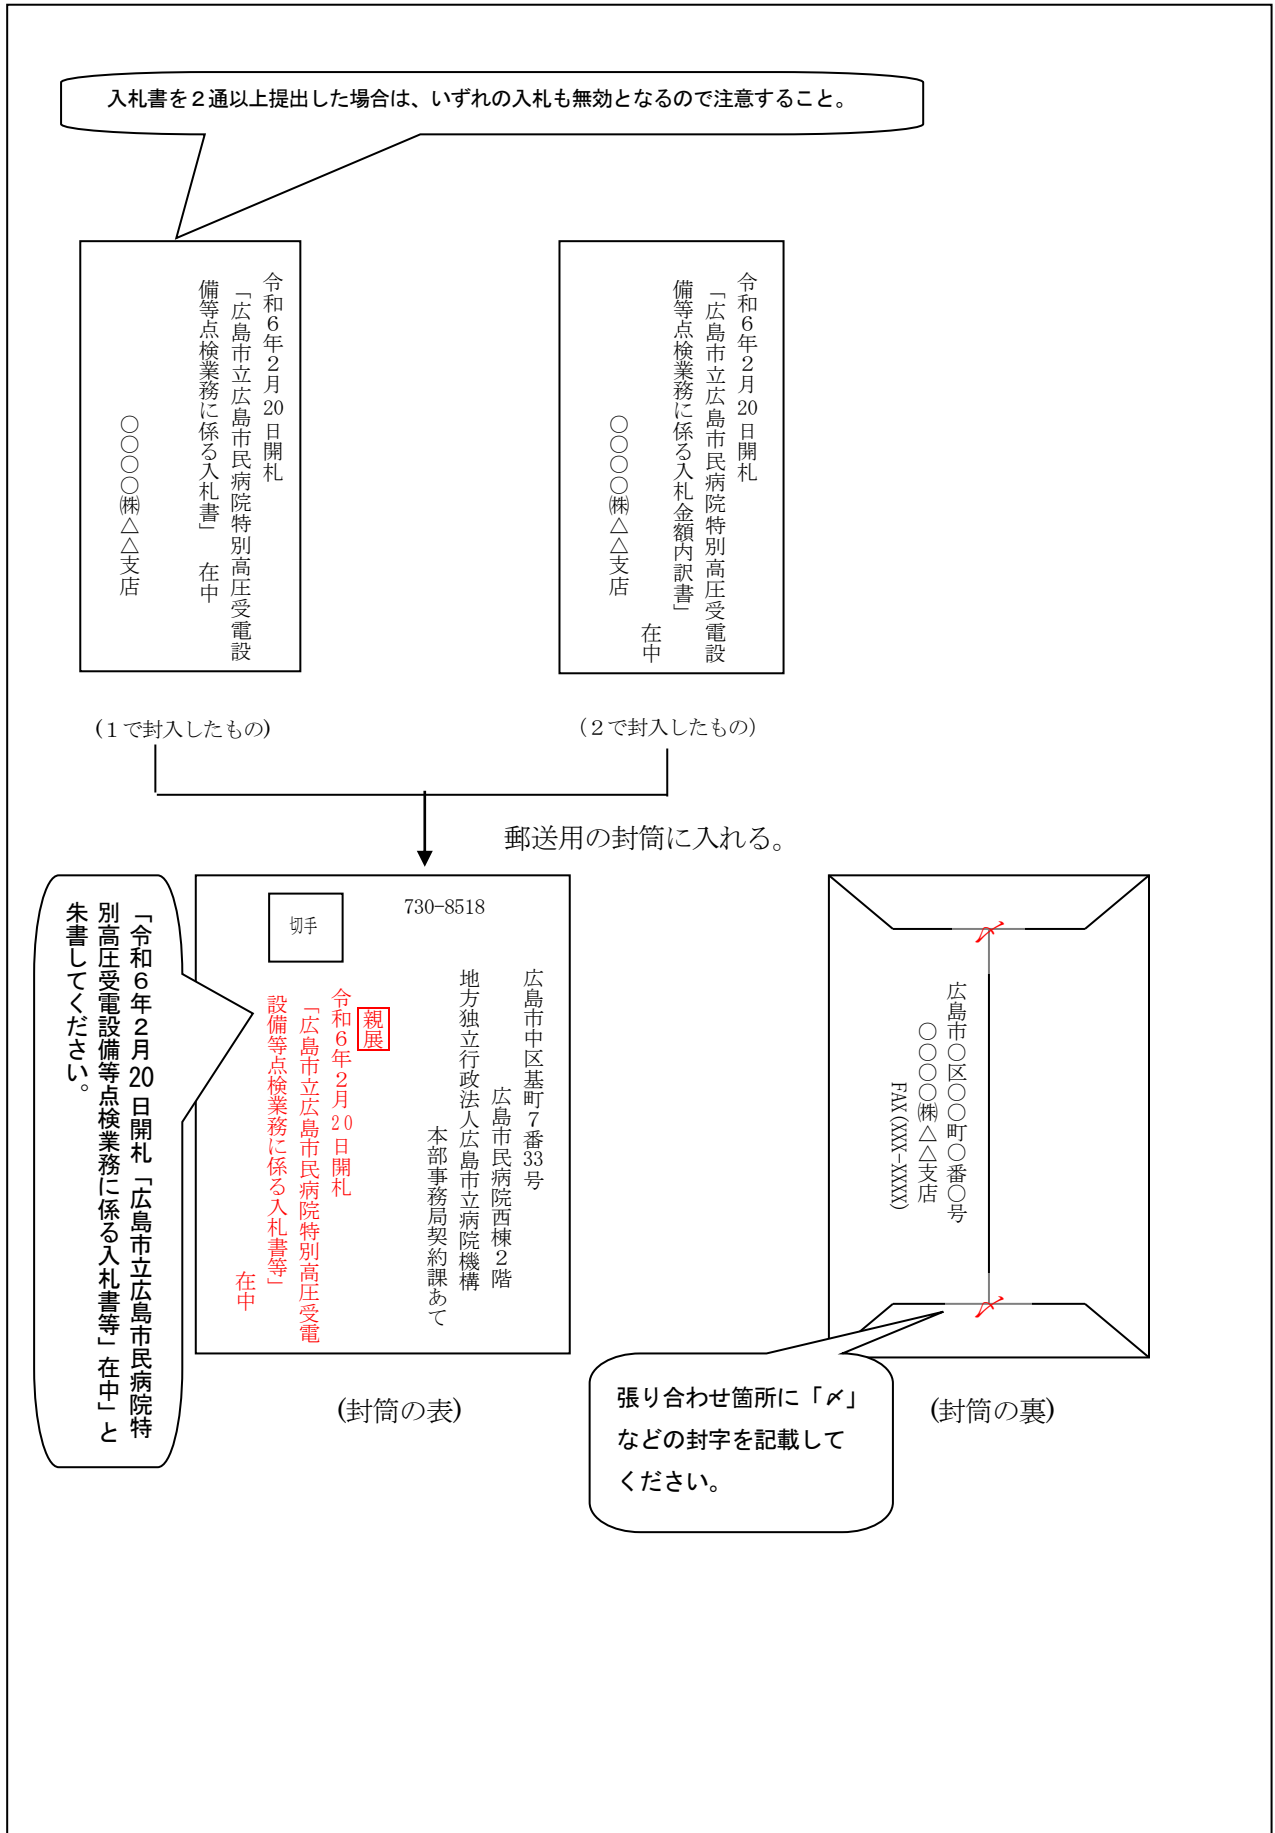 入札書を２通以上提出した場合は、いずれの入札も無効となるので注意すること。
令和６年２月20日開札
「広島市立広島市民病院特別高圧受電設
備等点検業務に係る入札書」　在中
○○○○㈱△△支店
令和６年２月20日開札
「広島市立広島市民病院特別高圧受電設
備等点検業務に係る入札金額内訳書」
在中
○○○○㈱△△支店
(１で封入したもの)
(２で封入したもの)
郵送用の封筒に入れる。
「令和６年２月20日開札「広島市立広島市民病院特
別高圧受電設備等点検業務に係る入札書等」在中」と
朱書してください。
切手
730-8518
広島市中区基町７番33号
広島市民病院西棟２階
地方独立行政法人広島市立病院機構
本部事務局契約課あて
親展
令和６年２月20日開札
「広島市立広島市民病院特別高圧受電
設備等点検業務に係る入札書等」
在中
〆
広島市○区○○町○番○号
○○○○㈱△△支店
FAX(XXX-XXXX)
〆
(封筒の表)
張り合わせ箇所に「〆」
などの封字を記載して
ください。
(封筒の裏)